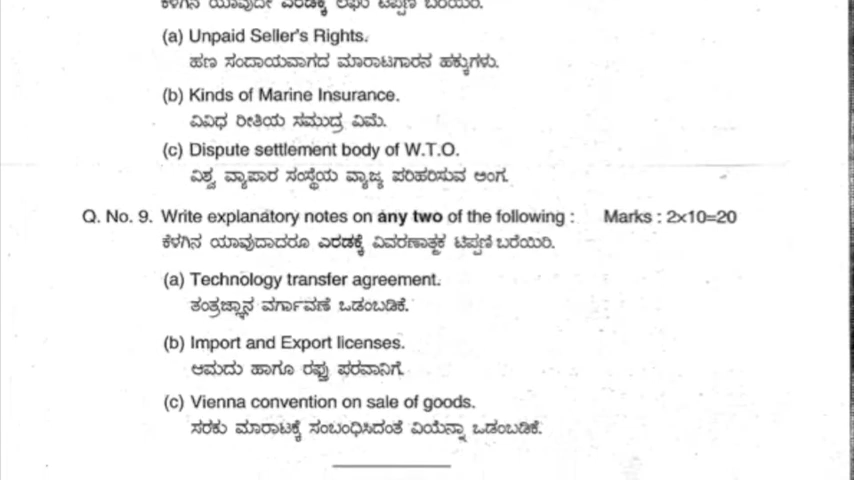 ಕೆಳಗಿನ ಯಾವುದೇ ಎರಡಕ್ಕೆ ಲಘು ಟಿಪ್ಪಣಿ ಬರೆಯಿರಿ.
(a) Unpaid Seller's Rights.
ಹಣ ಸಂದಾಯವಾಗದ ಮಾರಾಟಗಾರನ ಹಕ್ಕುಗಳು.
(b) Kinds of Marine Insurance.
ವಿವಿಧ ರೀತಿಯ ಸಮುದ್ರ ವಿಮೆ.
(c) Dispute settlement body of W.T.O.
ವಿಶ್ವ ವ್ಯಾಪಾರ ಸಂಸ್ಥೆಯ ವ್ಯಾಜ್ಯ ಪರಿಹರಿಸುವ ಅಂಗ.
Q. No. 9. Write explanatory notes on any two of the following : Marks : 2×10=20
ಕೆಳಗಿನ ಯಾವುದಾದರೂ ಎರಡಕ್ಕೆ ವಿವರಣಾತ್ಮಕ ಟಿಪ್ಪಣಿ ಬರೆಯಿರಿ.
(a) Technology transfer agreement.
ತಂತ್ರಜ್ಞಾನ ವರ್ಗಾವಣೆ ಒಡಂಬಡಿಕೆ.
(b) Import and Export licenses.
ಆಮದು ಹಾಗೂ ರಫ್ತು ಪರವಾನಿಗೆ.
(c) Vienna convention on sale of goods.
ಸರಕು ಮಾರಾಟಕ್ಕೆ ಸಂಬಂಧಿಸಿದಂತೆ ವಿಯೆನ್ನಾ ಒಡಂಬಡಿಕೆ.